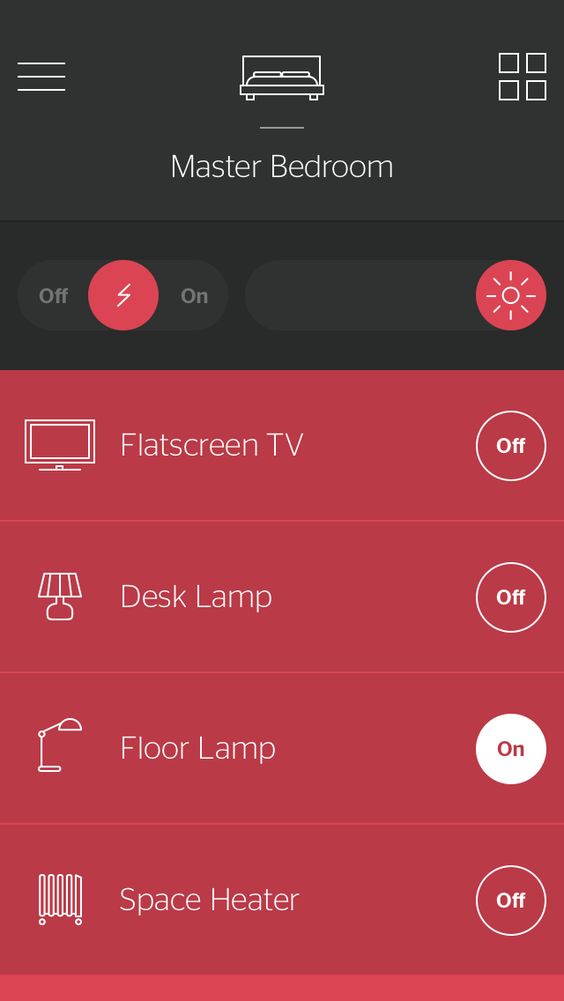 Master Bedroom
Off On
Flatscreen TV Off
Desk Lamp Off
Floor Lamp On
Space Heater Off